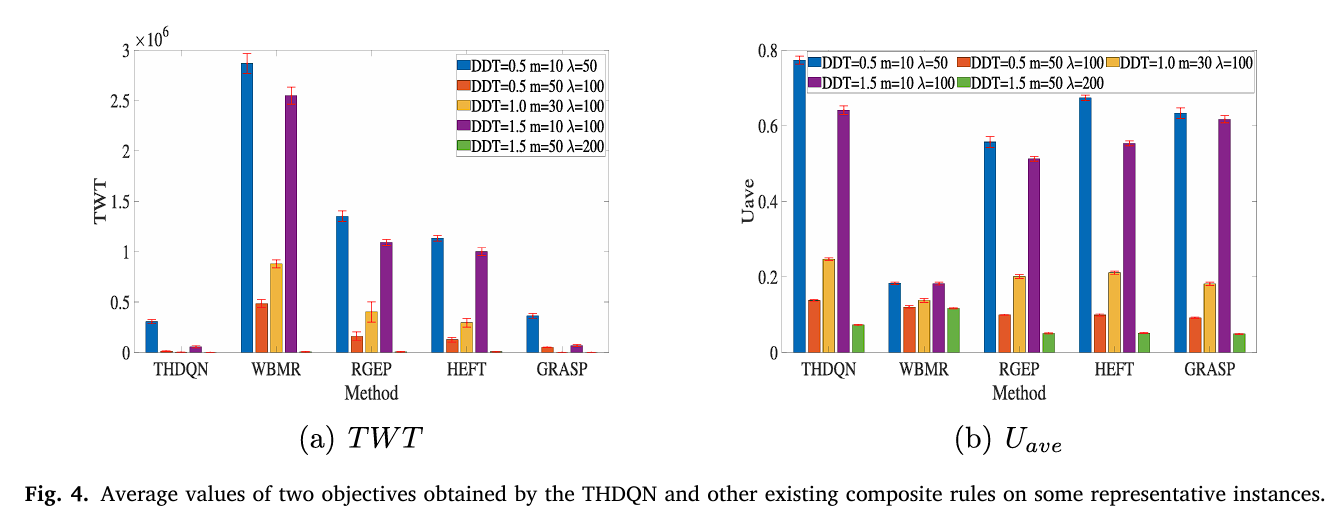 ×10⁶
3
2.5
2
1.5
1
0.5
0
TWT
DDT=0.5 m=10 λ=50
DDT=0.5 m=50 λ=100
DDT=1.0 m=30 λ=100
DDT=1.5 m=10 λ=100
DDT=1.5 m=50 λ=200
THDQN WBMR RGEP HEFT GRASP
Method
(a) TWT
0.8
0.6
0.4
0.2
0
Uave
DDT=0.5 m=10 λ=50 DDT=0.5 m=50 λ=100 DDT=1.0 m=30 λ=100
DDT=1.5 m=10 λ=100 DDT=1.5 m=50 λ=200
THDQN WBMR RGEP HEFT GRASP
Method
(b) Uₐᵥₑ
Fig. 4. Average values of two objectives obtained by the THDQN and other existing composite rules on some representative instances.